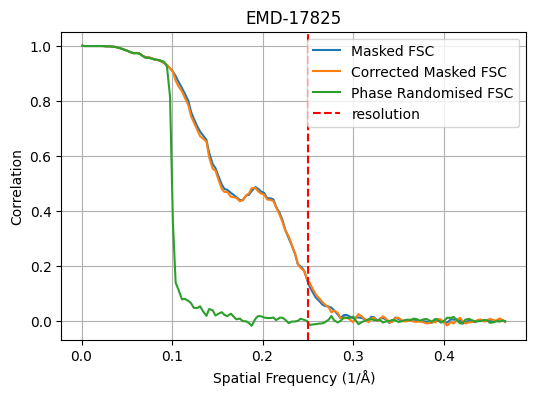 EMD-17825
Masked FSC
Corrected Masked FSC
Phase Randomised FSC
resolution
Correlation
1.0
0.8
0.6
0.4
0.2
0.0
0.0 0.1 0.2 0.3 0.4
Spatial Frequency (1/Å)